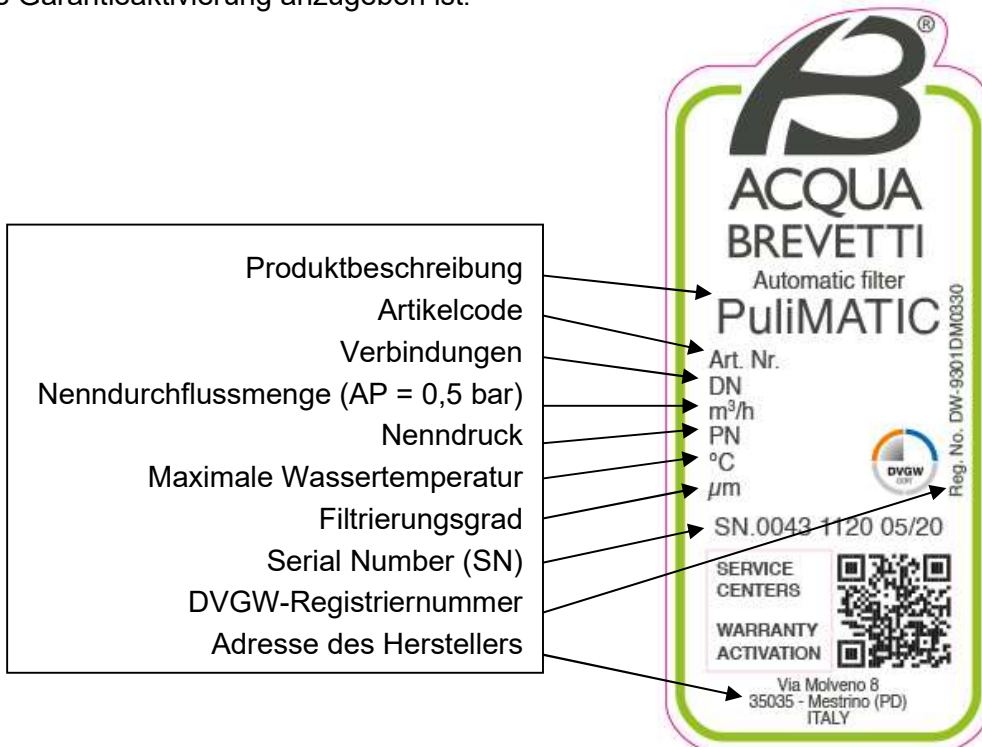 Garantieaktivierung anzugeben ist.
Produktbeschreibung
Artikelcode
Verbindungen
Nenndurchflussmenge (AP = 0,5 bar)
Nenndruck
Maximale Wassertemperatur
Filtrierungsgrad
Serial Number (SN)
DVGW-Registriernummer
Adresse des Herstellers
®
ACQUA
BREVETTI
Automatic filter
PuliMATIC
Art. Nr.
DN
m³/h
PN
°C
µm
DVGW
CERT
Reg. No. DW-9301DM0330
SN.0043 1120 05/20
SERVICE
CENTERS
WARRANTY
ACTIVATION
Via Molveno 8
35035 - Mestrino (PD)
ITALY